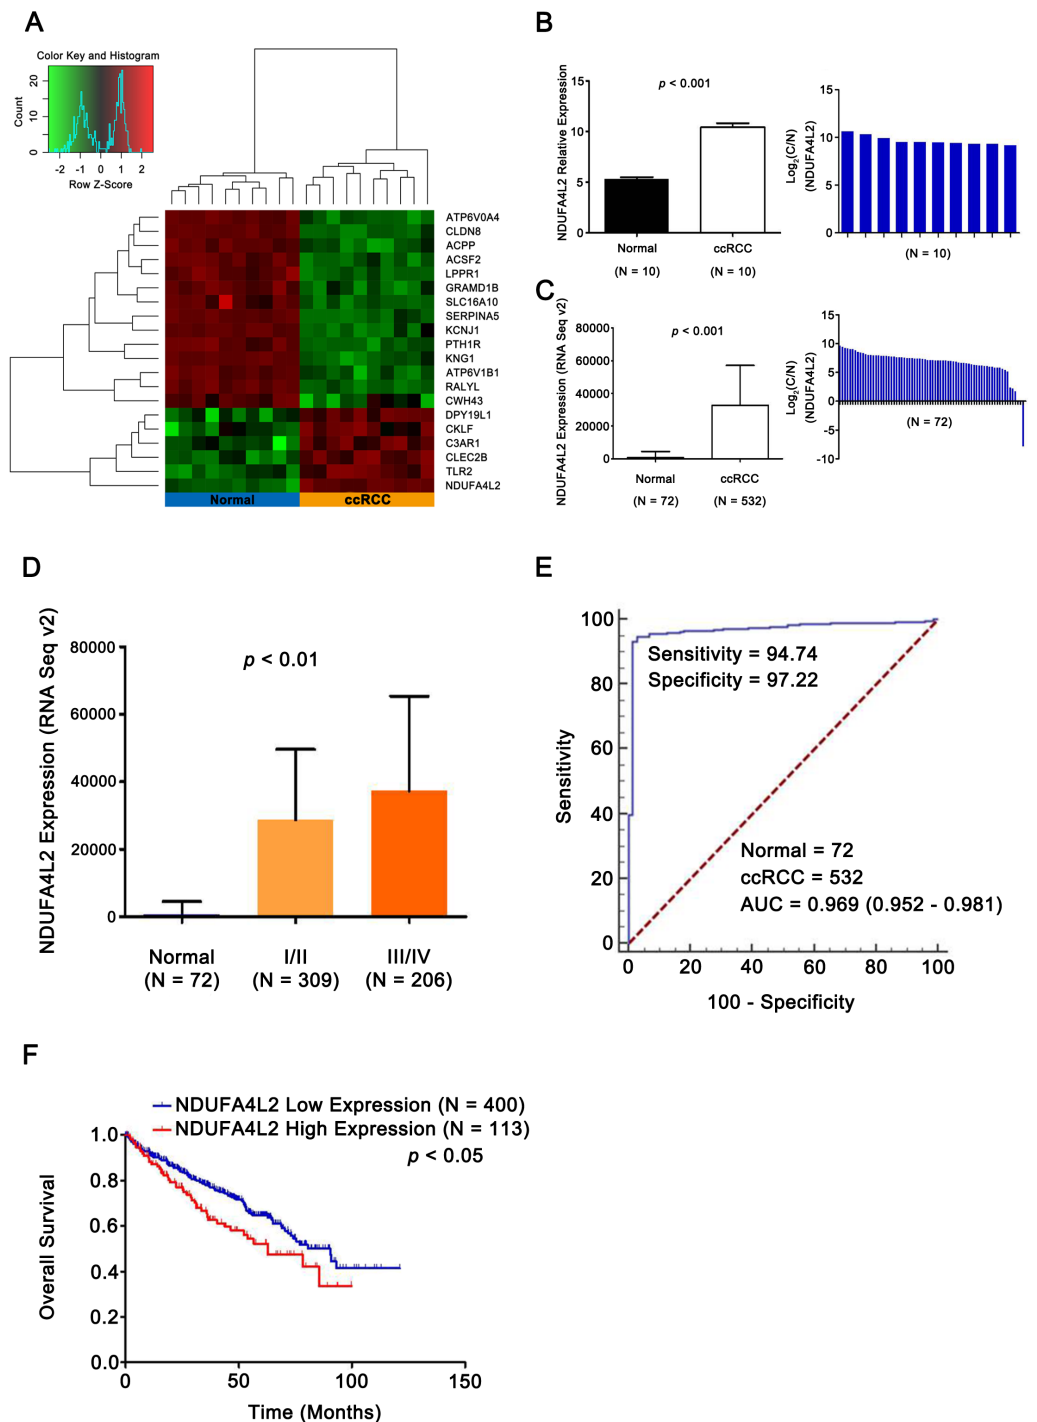 A
Color Key and Histogram
Count
0
10
20
-2 -1 0 1 2
Row Z-Score
ATP6V0A4
CLDN8
ACPP
ACSF2
LPPR1
GRAMD1B
SLC16A10
SERPINA5
KCNJ1
PTH1R
KNG1
ATP6V1B1
RALYL
CWH43
DPY19L1
CKLF
C3AR1
CLEC2B
TLR2
NDUFA4L2
Normal ccRCC
B
NDUFA4L2 Relative Expression
15
10
5
0
p < 0.001
Normal ccRCC
(N = 10) (N = 10)
Log2(C/N)
(NDUFA4L2)
15
10
5
0
(N = 10)
C
NDUFA4L2 Expression (RNA Seq v2)
80000
60000
40000
20000
0
p < 0.001
Normal ccRCC
(N = 72) (N = 532)
Log2(C/N)
(NDUFA4L2)
15
10
5
0
-5
-10
(N = 72)
D
NDUFA4L2 Expression (RNA Seq v2)
80000
60000
40000
20000
0
p < 0.01
Normal I/II III/IV
(N = 72) (N = 309) (N = 206)
E
Sensitivity
100
80
60
40
20
0
Sensitivity = 94.74
Specificity = 97.22
Normal = 72
ccRCC = 532
AUC = 0.969 (0.952 - 0.981)
0 20 40 60 80 100
100 - Specificity
F
NDUFA4L2 Low Expression (N = 400)
NDUFA4L2 High Expression (N = 113)
p < 0.05
Overall Survival
1.0
0.8
0.6
0.4
0.2
0.0
0 50 100 150
Time (Months)